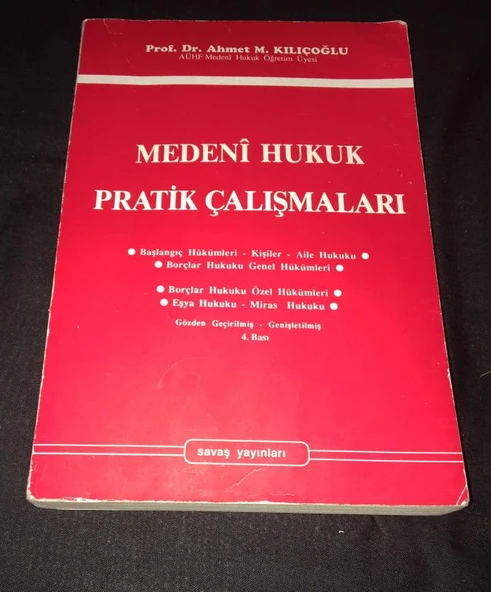 Prof. Dr. Ahmet M. KILIÇOĞLU
AÜHF Medenî Hukuk Öğretim Üyesi
MEDENÎ HUKUK
PRATİK ÇALIŞMALARI
● Başlangıç Hükümleri - Kişiler - Aile Hukuku ●
● Borçlar Hukuku Genel Hükümleri ●
● Borçlar Hukuku Özel Hükümleri ●
● Eşya Hukuku - Miras Hukuku ●
Gözden Geçirilmiş - Genişletilmiş
4. Bası
savaş yayınları